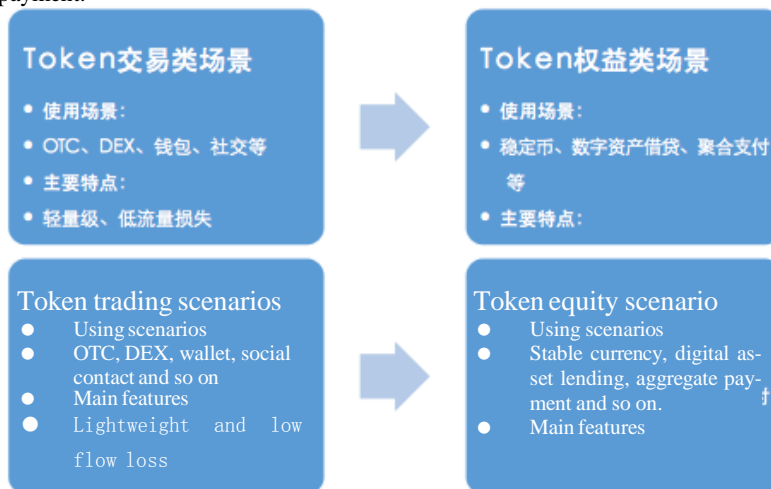 payment.
Token交易类场景
• 使用场景：
• OTC、DEX、钱包、社交等
• 主要特点：
• 轻量级、低流量损失
Token权益类场景
• 使用场景：
• 稳定币、数字资产借贷、聚合支付
等
• 主要特点：
Token trading scenarios
● Using scenarios
● OTC, DEX, wallet, social
contact and so on
● Main features
● Lightweight and low
flow loss
Token equity scenario
● Using scenarios
● Stable currency, digital as-
set lending, aggregate pay-
ment and so on.
● Main features